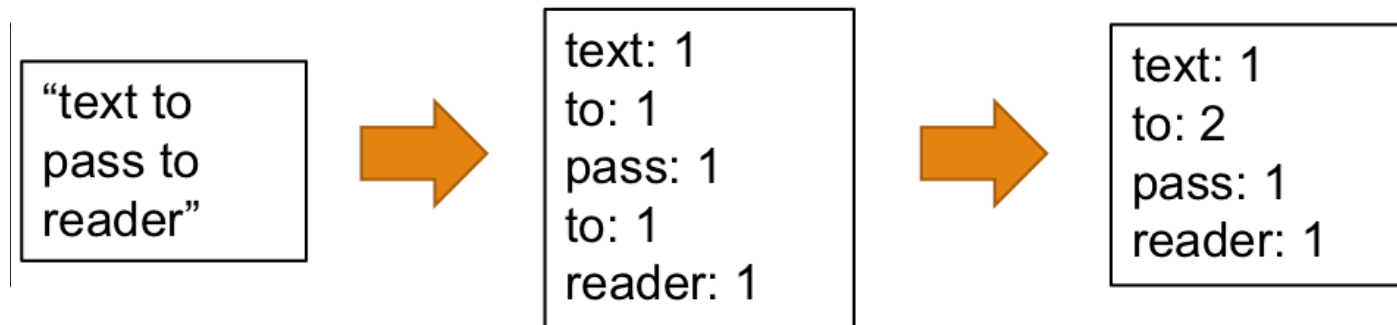 “text to
pass to
reader”
text: 1
to: 1
pass: 1
to: 1
reader: 1
text: 1
to: 2
pass: 1
reader: 1